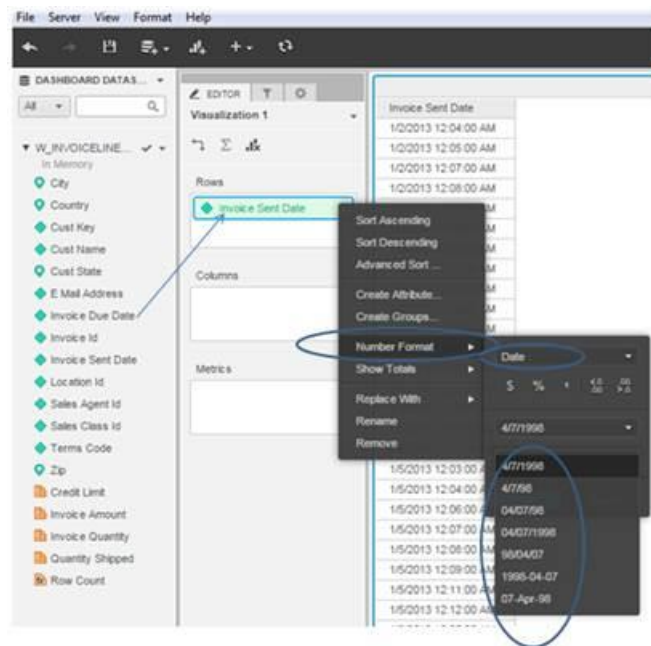 File Server View Format Help
DASHBOARD DATAS...
All
W_INVOICELINE...
In Memory
City
Country
Cust Key
Cust Name
Cust State
E Mail Address
Invoice Due Date
Invoice Id
Invoice Sent Date
Location Id
Sales Agent Id
Sales Class Id
Terms Code
Zip
Credit Limit
Invoice Amount
Invoice Quantity
Quantity Shipped
Row Count
EDITOR
Visualization 1
Rows
Invoice Sent Date
Columns
Metrics
Invoice Sent Date
1/2/2013 12:04:00 AM
1/2/2013 12:05:00 AM
1/2/2013 12:07:00 AM
1/2/2013 12:08:00 AM
Sort Ascending
Sort Descending
Advanced Sort ...
Create Attribute...
Create Groups...
Number Format
Show Totals
Replace With
Rename
Remove
Date
$ % ,
4/7/1998
4/7/1998
4/7/98
04/07/98
04/07/1998
98/04/07
1998-04-07
07-Apr-98
1/5/2013 12:03:00 AM
1/5/2013 12:04:00 AM
1/5/2013 12:06:00 AM
1/5/2013 12:07:00 AM
1/5/2013 12:08:00 AM
1/5/2013 12:09:00 AM
1/5/2013 12:11:00 AM
1/5/2013 12:12:00 AM